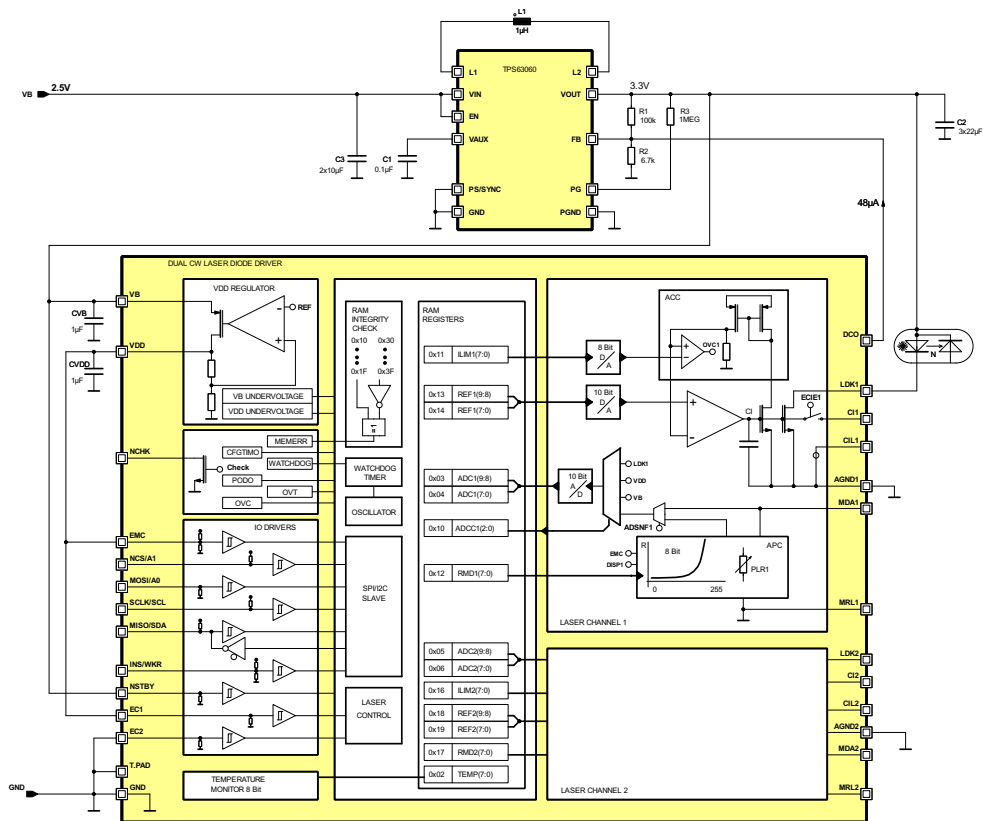 L1
1µH
TPS63060
L1
L2
VB
2.5V
VIN
VOUT
3.3V
EN
R1
100k
R3
1MEG
VAUX
FB
C2
3x22µF
C3
2x10µF
C1
0.1µF
R2
6.7k
PS/SYNC
PG
GND
PGND
48µA
DUAL CW LASER DIODE DRIVER
VB
CVB
1µF
VDD
CVDD
1µF
VDD REGULATOR
REF
VB UNDERVOLTAGE
VDD UNDERVOLTAGE
RAM
INTEGRITY
CHECK
0x10 0x30
0x1F 0x3F
=1
RAM
REGISTERS
0x11 ILIM1(7:0)
0x13 REF1(9:8)
0x14 REF1(7:0)
8 Bit
D
A
10 Bit
D
A
ACC
OVC1
DCO
N
LDK1
ECIE1
CI1
CI
CIL1
AGND1
MDA1
NCHK
Check
MEMERR
CFGTIMO
WATCHDOG
PODO
OVT
OVC
WATCHDOG
TIMER
OSCILLATOR
0x03 ADC1(9:8)
0x04 ADC1(7:0)
0x10 ADCC1(2:0)
0x12 RMD1(7:0)
10 Bit
A
D
LDK1
VDD
VB
ADSNF1
EMC
DISP1
R
8 Bit
0
255
APC
PLR1
MRL1
LASER CHANNEL 1
IO DRIVERS
EMC
NCS/A1
MOSI/A0
SCLK/SCL
MISO/SDA
INS/WKR
NSTBY
EC1
EC2
T.PAD
GND
GND
SPI/I2C
SLAVE
LASER
CONTROL
TEMPERATURE
MONITOR 8 Bit
0x05 ADC2(9:8)
0x06 ADC2(7:0)
0x16 ILIM2(7:0)
0x18 REF2(9:8)
0x19 REF2(7:0)
0x17 RMD2(7:0)
0x02 TEMP(7:0)
LASER CHANNEL 2
LDK2
CI2
CIL2
AGND2
MDA2
MRL2